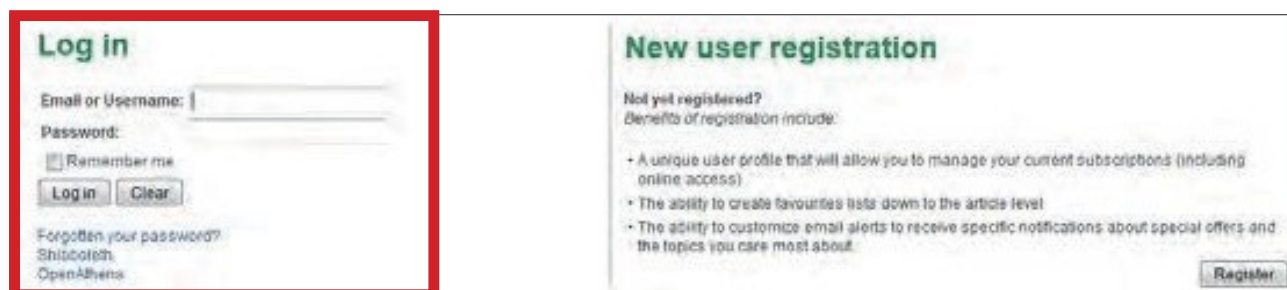 Log in
Email or Username:
Password:
Remember me
Log in Clear
Forgotten your password?
Shibboleth
OpenAthens
New user registration
Not yet registered?
Benefits of registration include:
• A unique user profile that will allow you to manage your current subscriptions (including
online access)
• The ability to create favourites lists down to the article level
• The ability to customize email alerts to receive specific notifications about special offers and
the topics you care most about.
Register